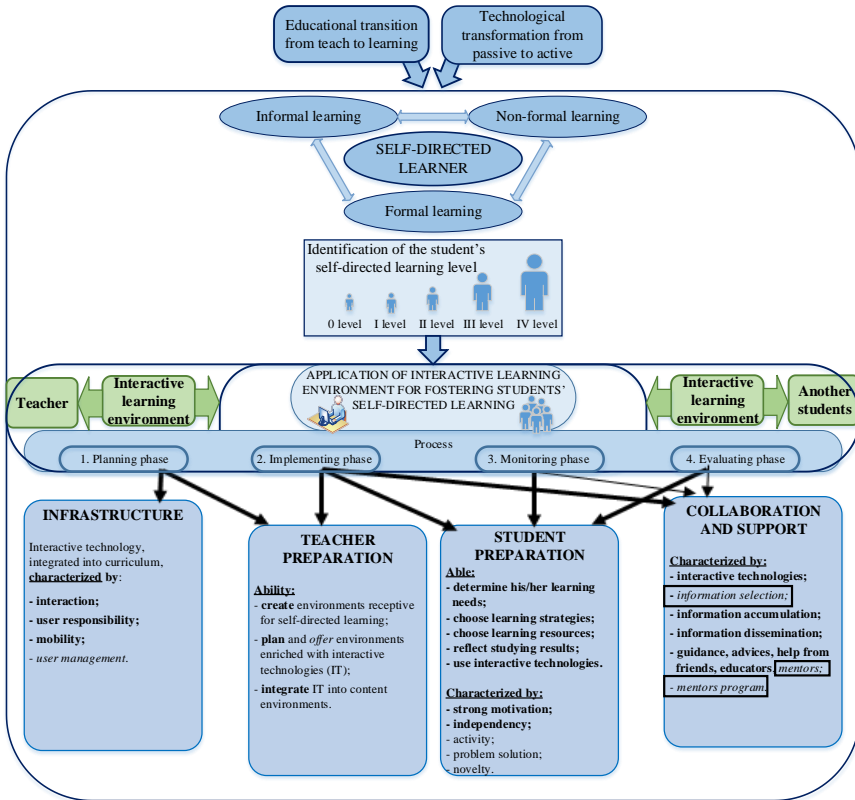 Educational transition
from teach to learning
Technological
transformation from
passive to active
Informal learning
Non-formal learning
SELF-DIRECTED
LEARNER
Formal learning
Identification of the student's
self-directed learning level
0 level
I level
II level
III level
IV level
Teacher
Interactive
learning
environment
APPLICATION OF INTERACTIVE LEARNING
ENVIRONMENT FOR FOSTERING STUDENTS'
SELF-DIRECTED LEARNING
Interactive
learning
environment
Another
students
Process
1. Planning phase
2. Implementing phase
3. Monitoring phase
4. Evaluating phase
INFRASTRUCTURE
Interactive technology,
integrated into curriculum,
characterized by:
- interaction;
- user responsibility;
- mobility;
- user management.
TEACHER
PREPARATION
Ability:
- create environments receptive
for self-directed learning;
- plan and offer environments
enriched with interactive
technologies (IT);
- integrate IT into content
environments.
STUDENT
PREPARATION
Able:
- determine his/her learning
needs;
- choose learning strategies;
- choose learning resources;
- reflect studying results;
- use interactive technologies.
Characterized by:
- strong motivation;
- independency;
- activity;
- problem solution;
- novelty.
COLLABORATION
AND SUPPORT
Characterized by:
- interactive technologies;
- information selection;
- information accumulation;
- information dissemination;
- guidance, advices, help from
friends, educators, mentors;
- mentors program.